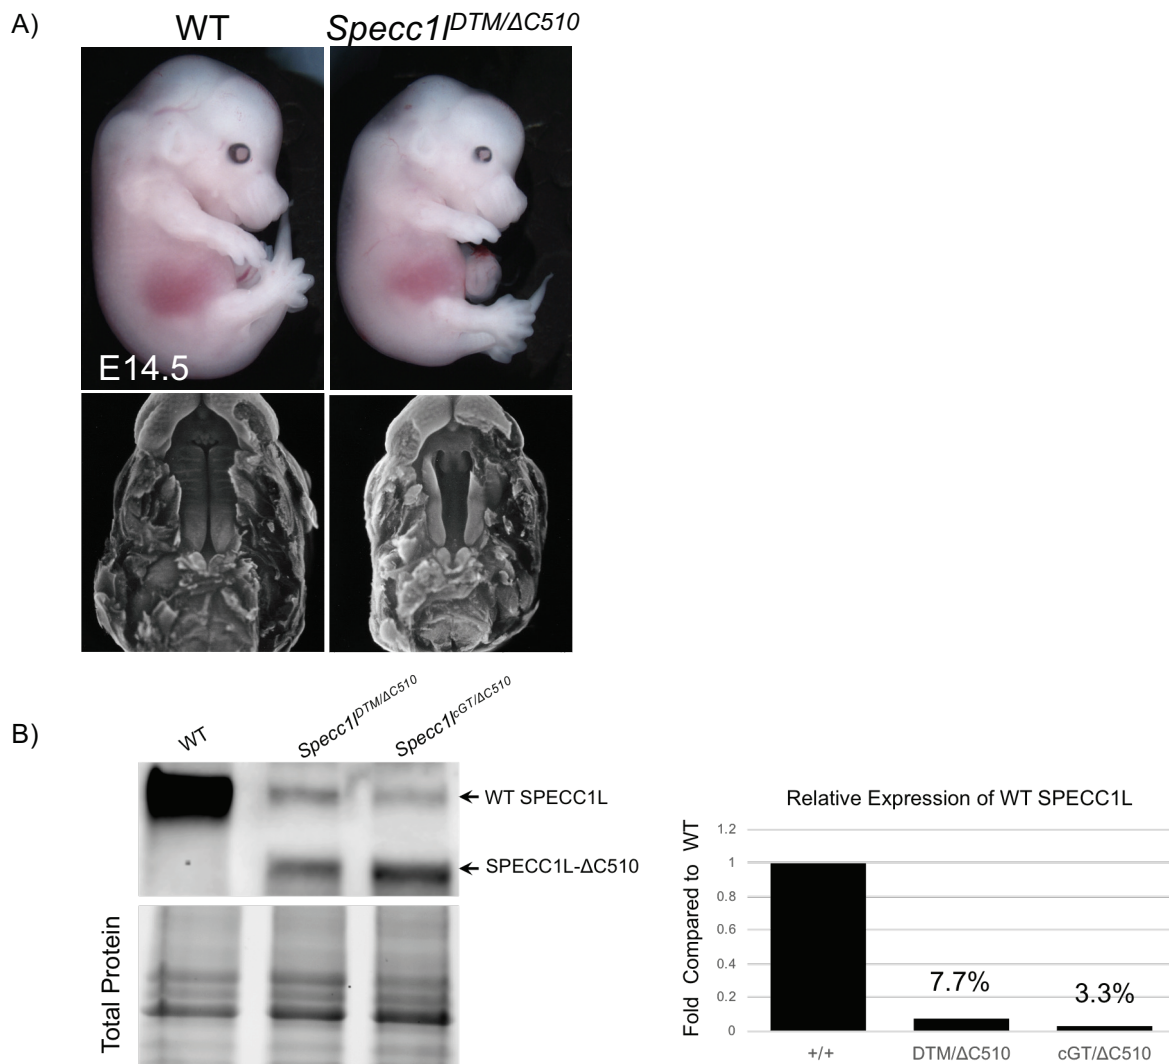 A)
WT
Specc1l^DTM/ΔC510
E14.5
B)
WT
Specc1l^DTM/ΔC510
Specc1l^cGT/ΔC510
WT SPECC1L
SPECC1L-ΔC510
Total Protein
Relative Expression of WT SPECC1L
Fold Compared to WT
1.2
1
0.8
0.6
0.4
0.2
0
7.7%
3.3%
+/+
DTM/ΔC510
cGT/ΔC510